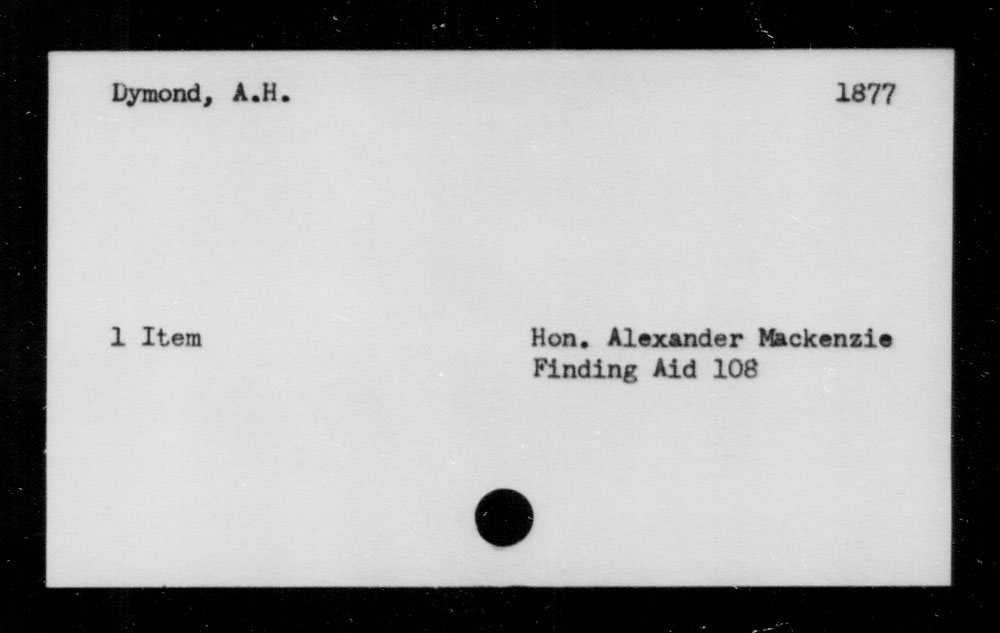 Dymond, A.H. 1877
1 Item Hon. Alexander Mackenzie
Finding Aid 108